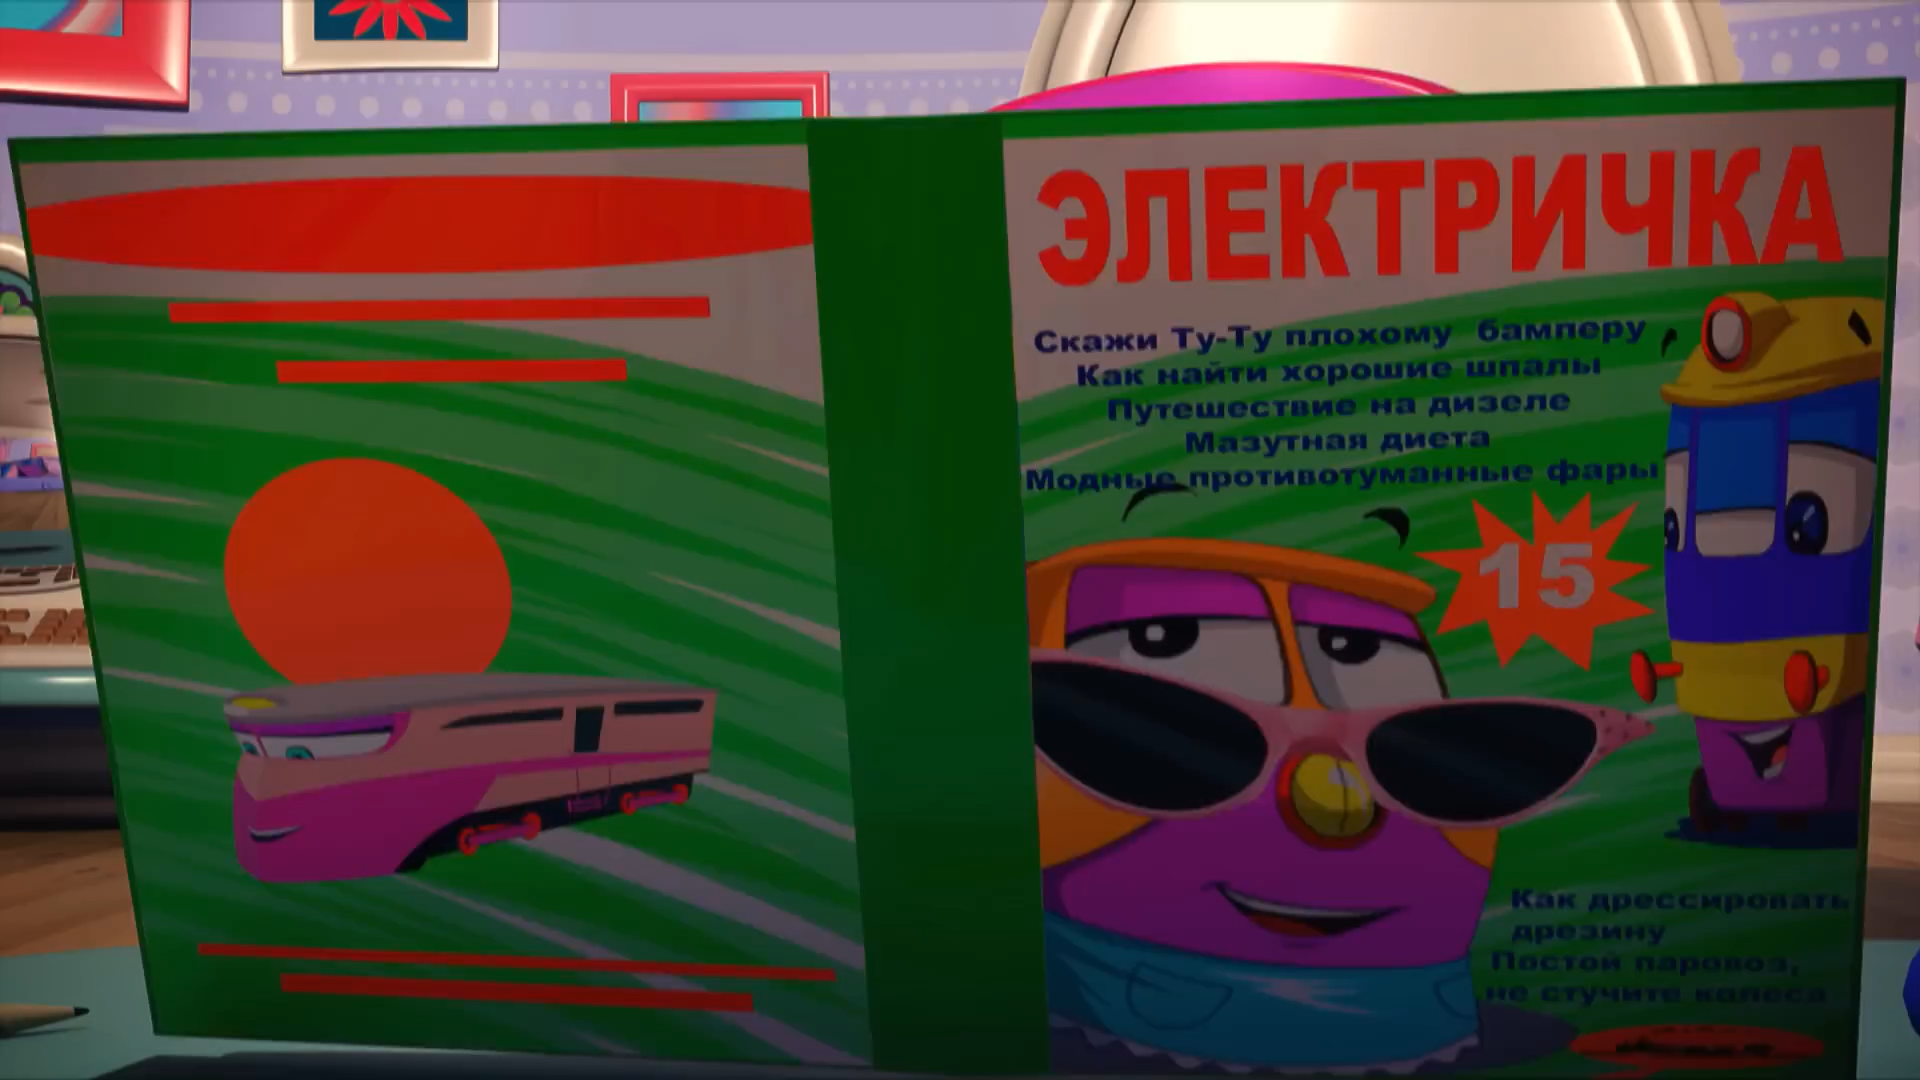 ЭЛЕКТРИЧКА
Скажи Ту-Ту плохому бамперу
Как найти хорошие шпалы
Путешествие на дизеле
Мазутная диета
Модные противотуманные фары
15
Как дрессировать
дрезину
Постой паровоз,
не стучите колеса